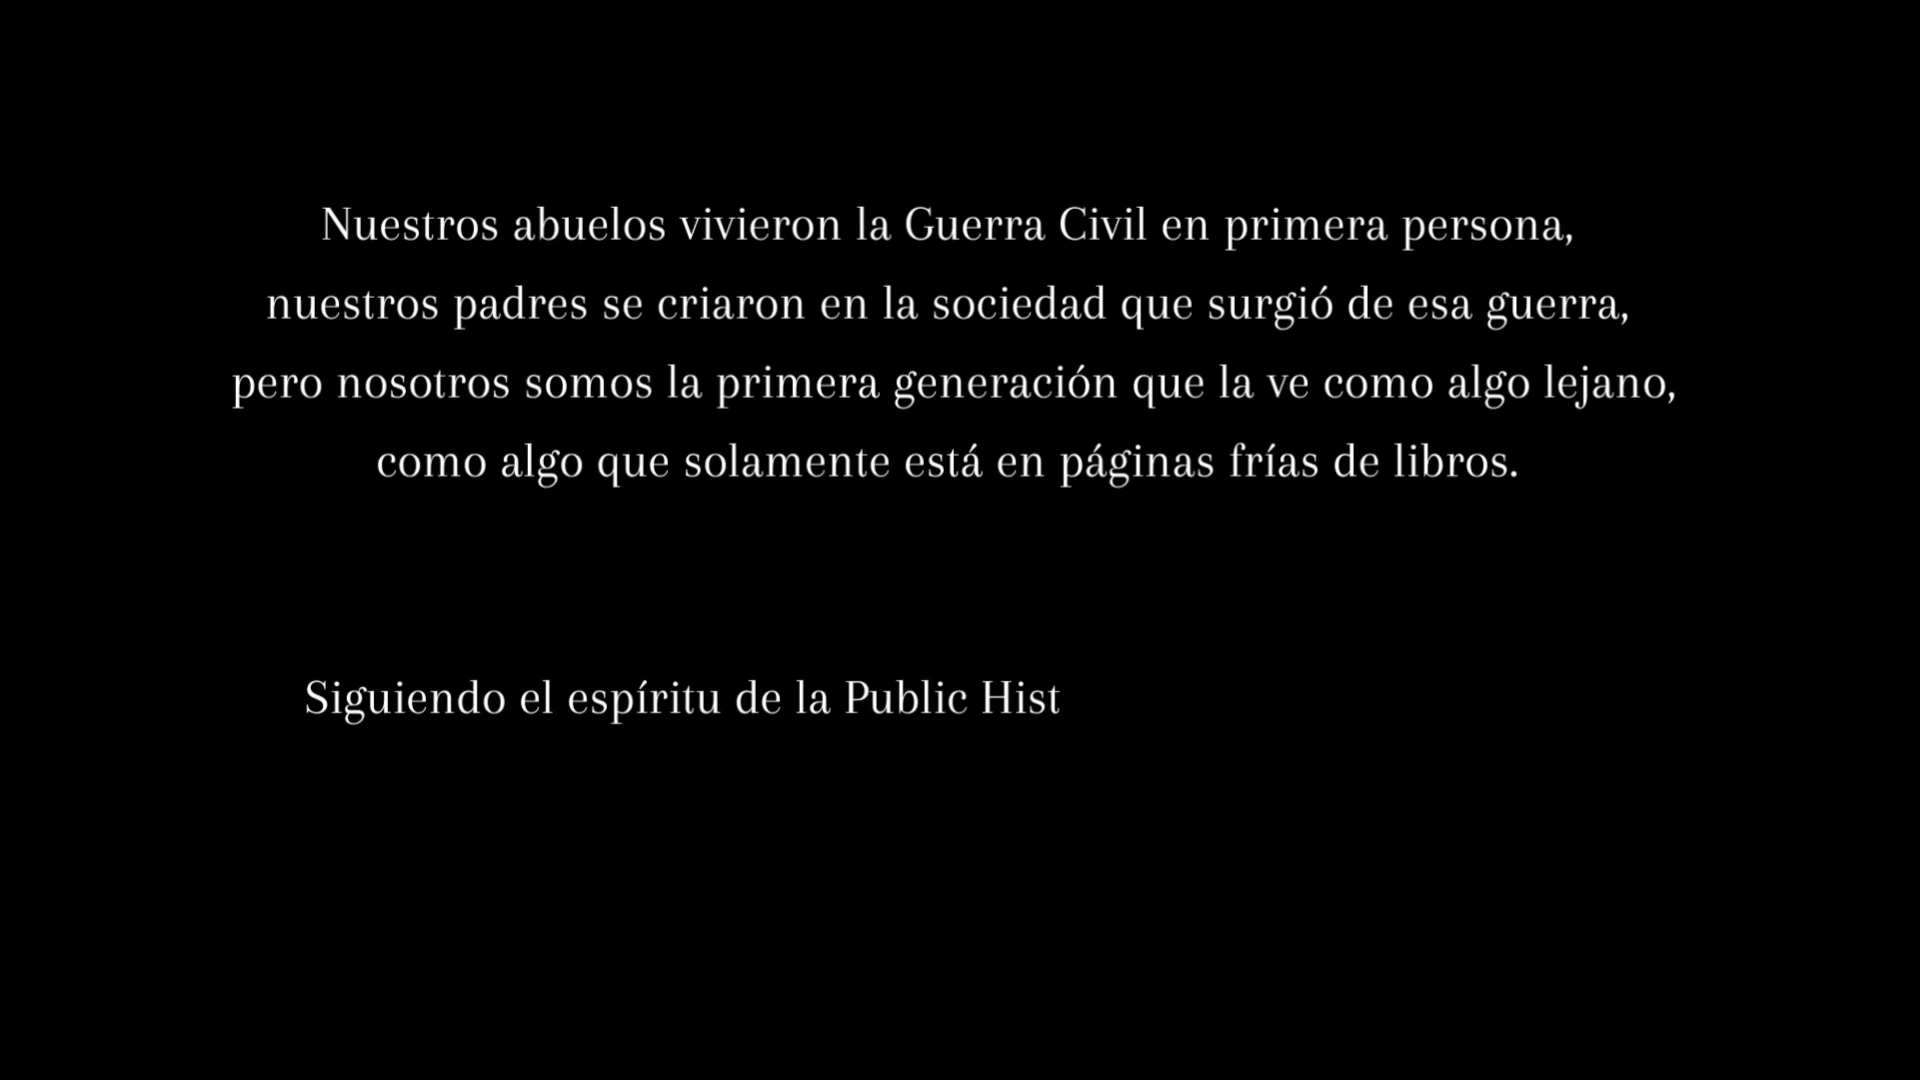 Nuestros abuelos vivieron la Guerra Civil en primera persona,
nuestros padres se criaron en la sociedad que surgió de esa guerra,
pero nosotros somos la primera generación que la ve como algo lejano,
como algo que solamente está en páginas frías de libros.
Siguiendo el espíritu de la Public Hist